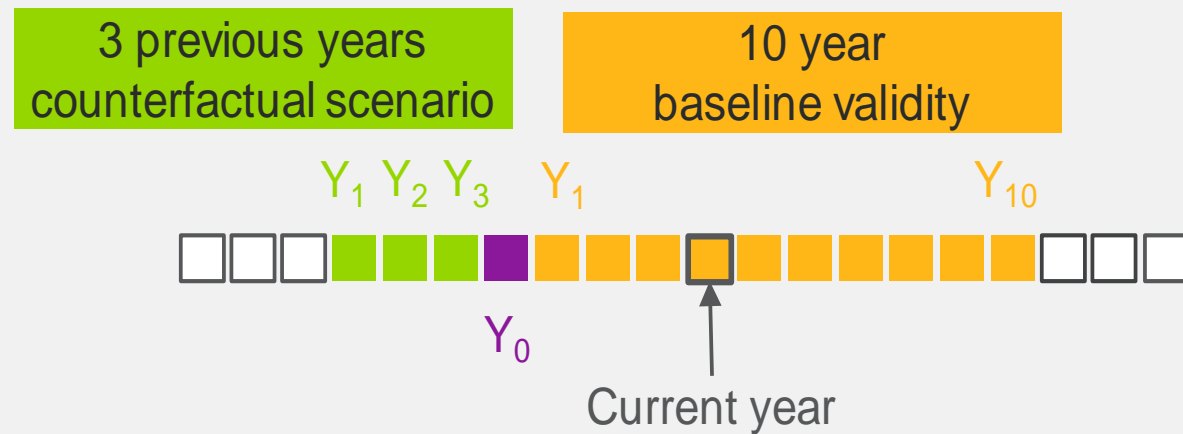 3 previous years
counterfactual scenario
10 year
baseline validity
Y₁ Y₂ Y₃ Y₁ Y₁₀
Y₀
Current year